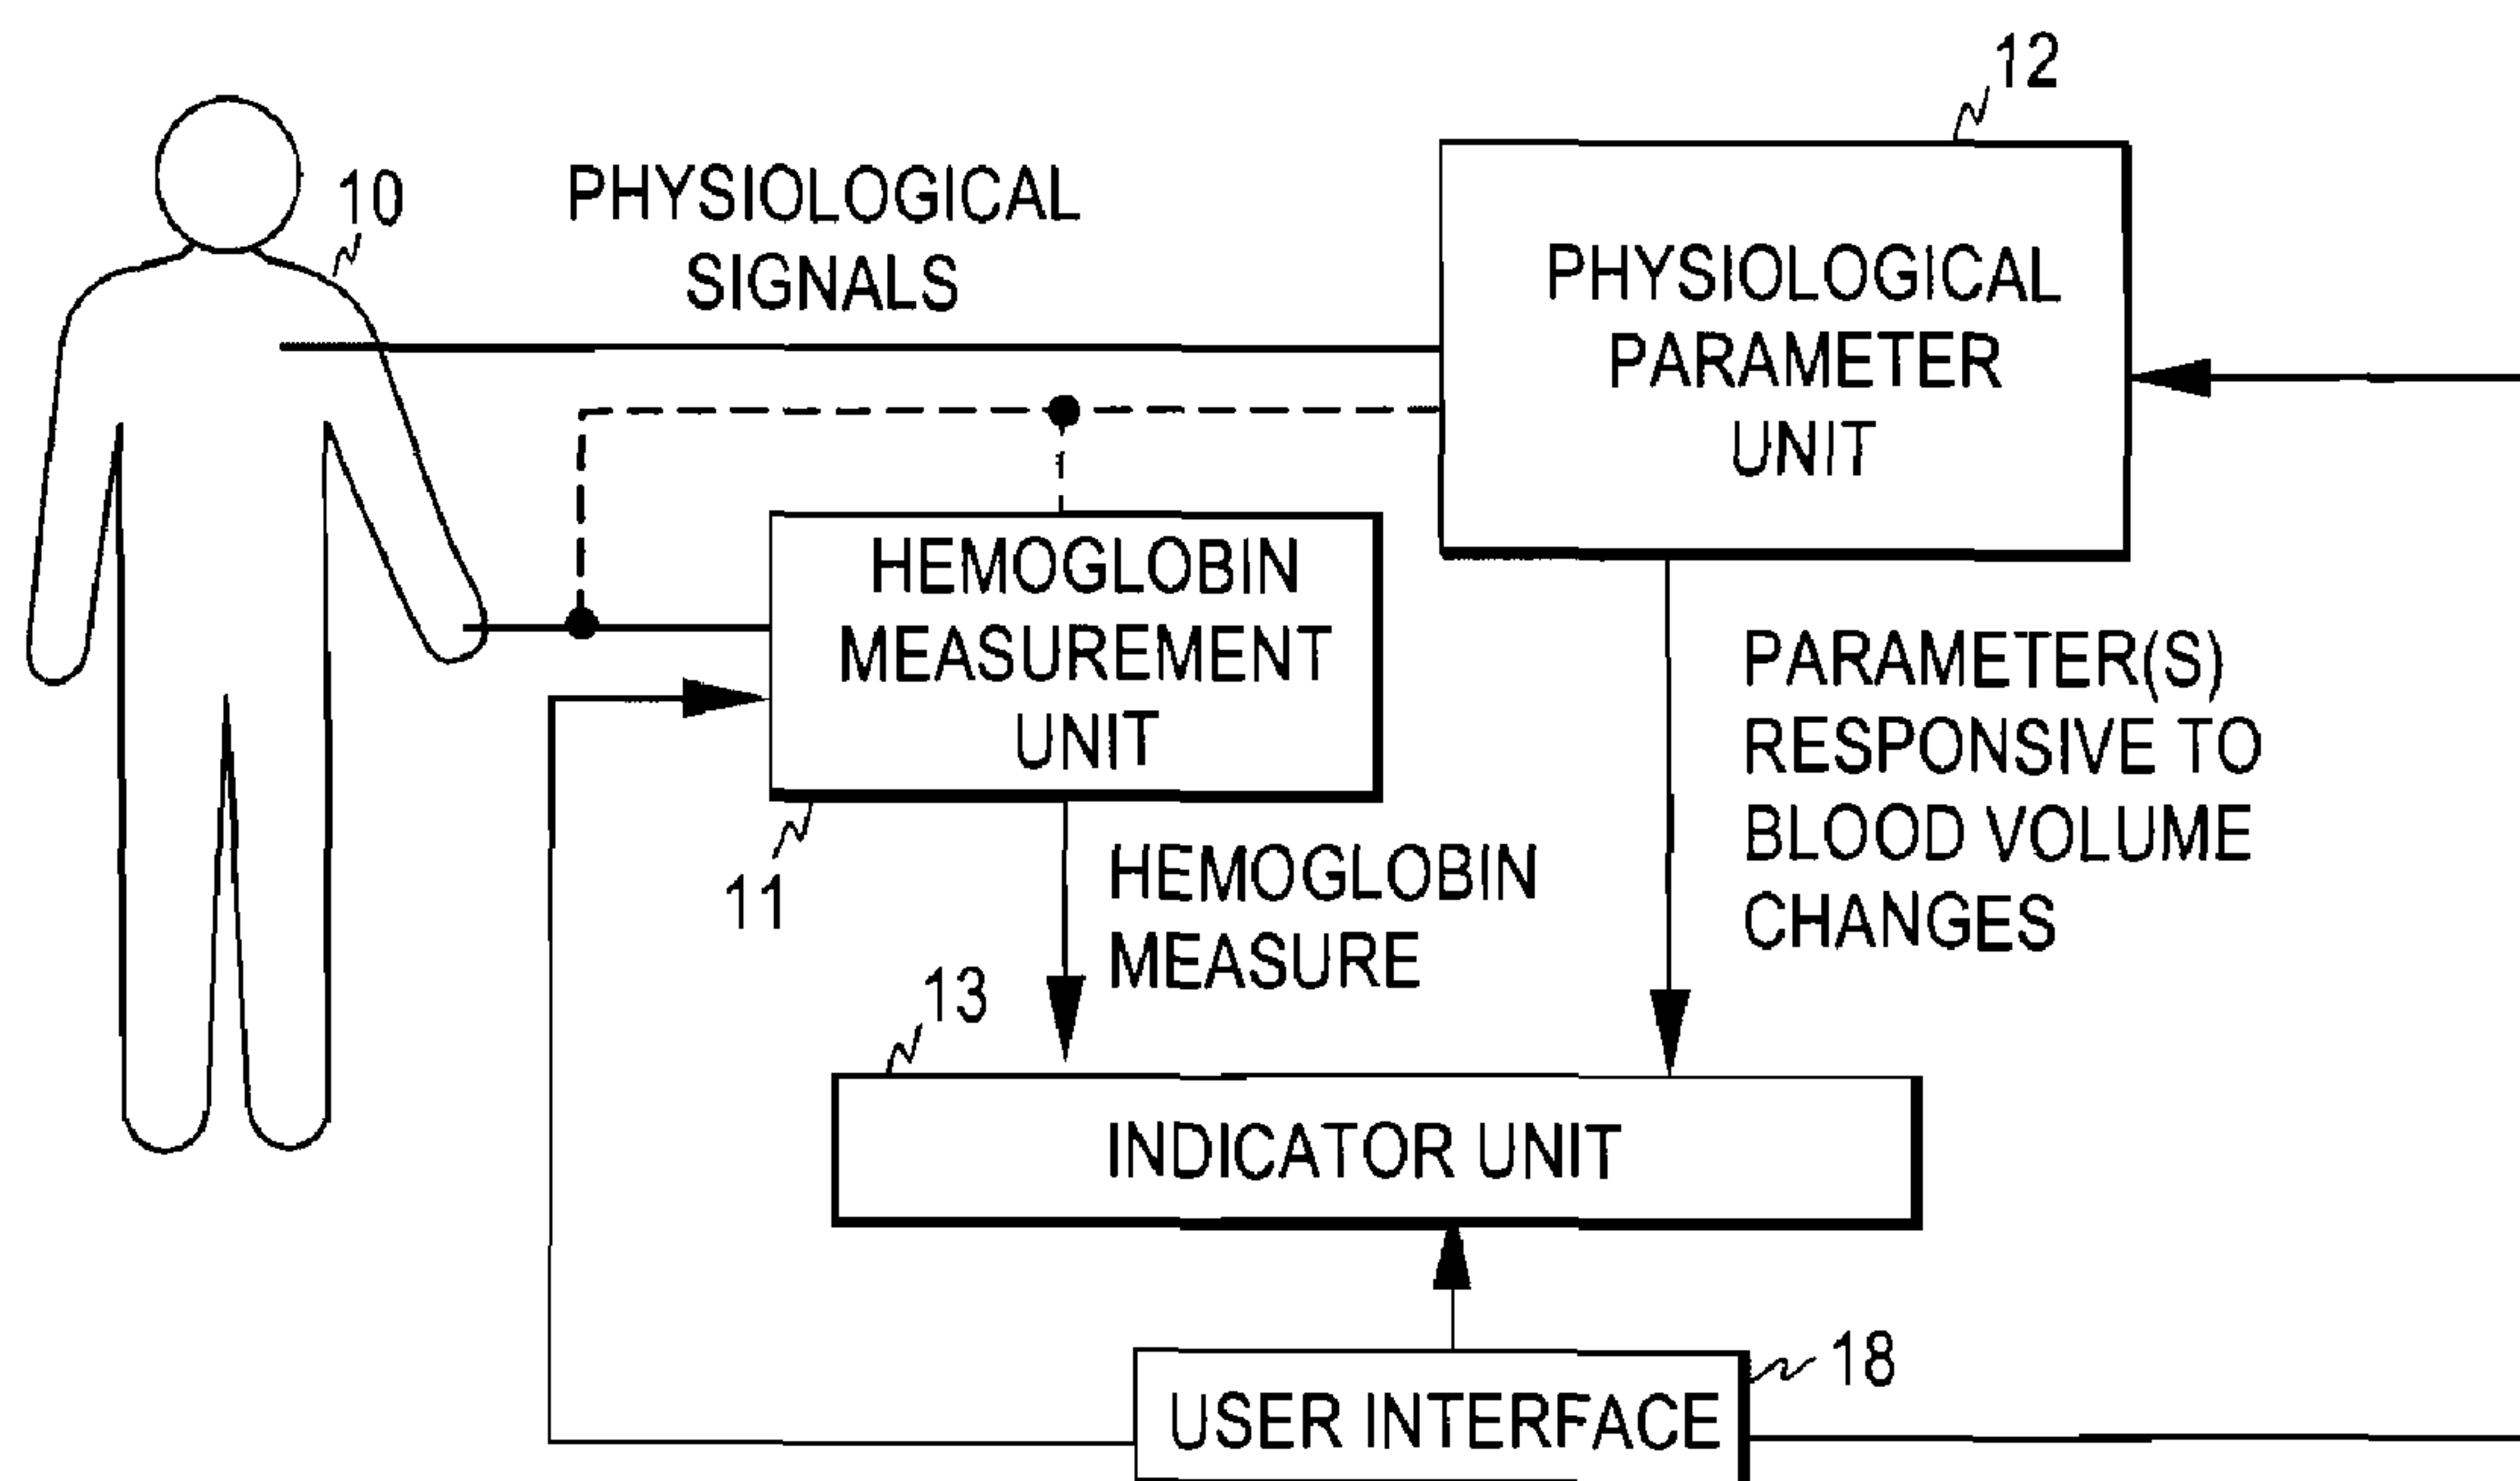 12
10
PHYSIOLOGICAL
SIGNALS
PHYSIOLOGICAL
PARAMETER
UNIT
HEMOGLOBIN
MEASUREMENT
UNIT
PARAMETER(S)
RESPONSIVE TO
BLOOD VOLUME
CHANGES
11
HEMOGLOBIN
MEASURE
13
INDICATOR UNIT
18
USER INTERFACE